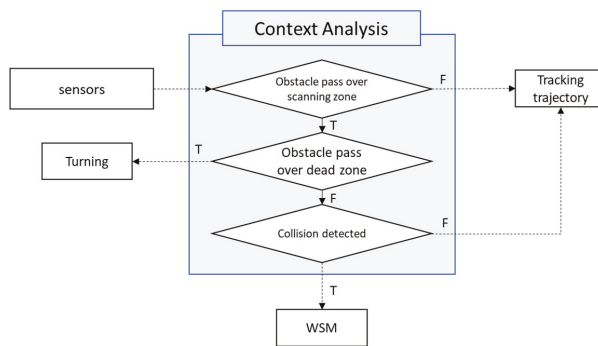 Context Analysis
sensors
Obstacle pass over
scanning zone
F
Tracking
trajectory
T
Turning
T
Obstacle pass
over dead zone
F
Collision detected
F
T
WSM